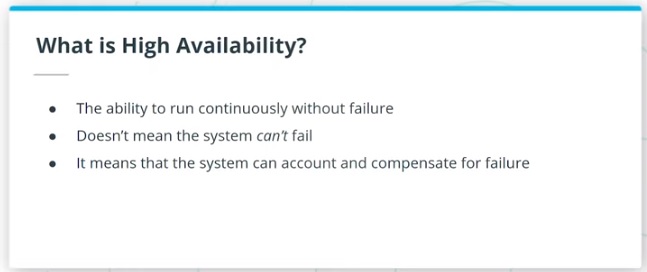 What is High Availability?
● The ability to run continuously without failure
● Doesn’t mean the system can’t fail
● It means that the system can account and compensate for failure